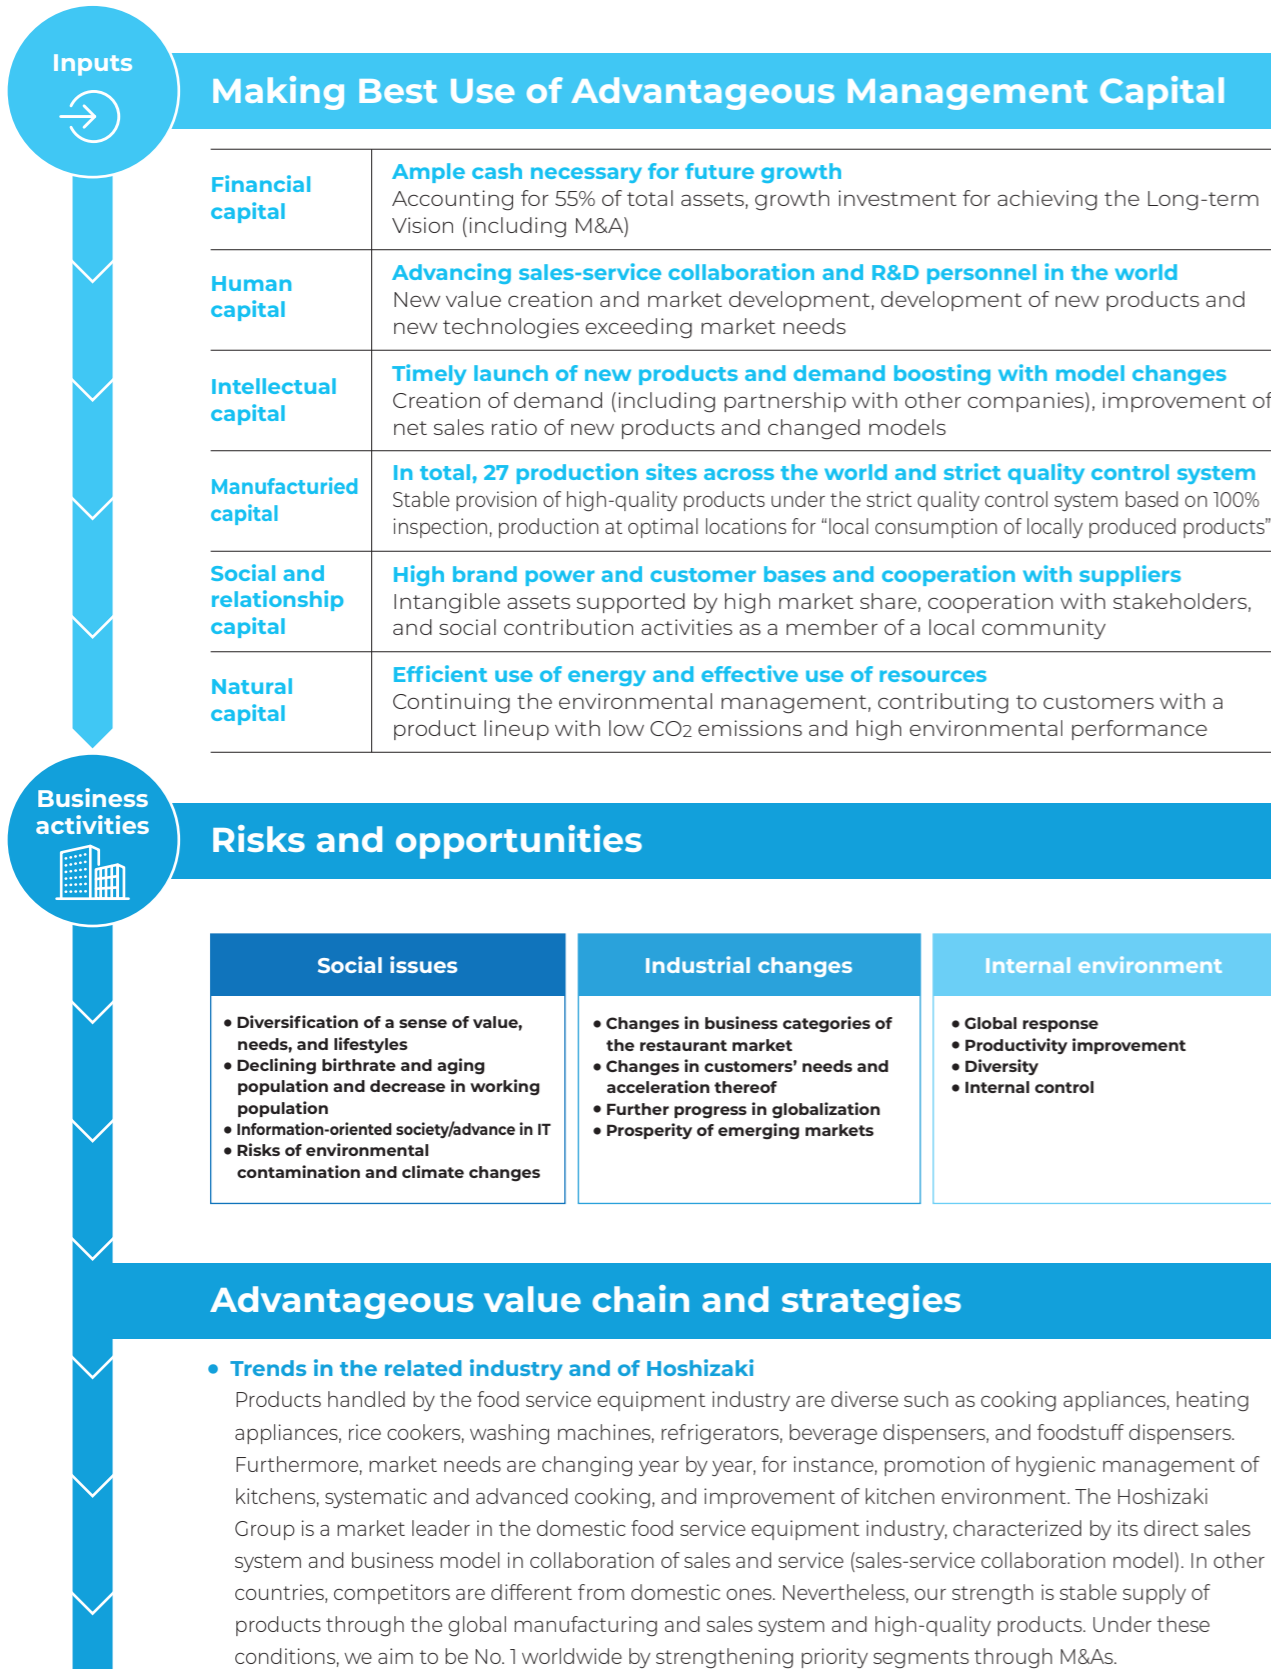 Inputs
Making Best Use of Advantageous Management Capital
Financial
capital
Ample cash necessary for future growth
Accounting for 55% of total assets, growth investment for achieving the Long-term
Vision (including M&A)
Human
capital
Advancing sales-service collaboration and R&D personnel in the world
New value creation and market development, development of new products and
new technologies exceeding market needs
Intellectual
capital
Timely launch of new products and demand boosting with model changes
Creation of demand (including partnership with other companies), improvement of
net sales ratio of new products and changed models
Manufacturied
capital
In total, 27 production sites across the world and strict quality control system
Stable provision of high-quality products under the strict quality control system based on 100%
inspection, production at optimal locations for “local consumption of locally produced products”
Social and
relationship
capital
High brand power and customer bases and cooperation with suppliers
Intangible assets supported by high market share, cooperation with stakeholders,
and social contribution activities as a member of a local community
Natural
capital
Efficient use of energy and effective use of resources
Continuing the environmental management, contributing to customers with a
product lineup with low CO2 emissions and high environmental performance
Business
activities
Risks and opportunities
Social issues
• Diversification of a sense of value,
needs, and lifestyles
• Declining birthrate and aging
population and decrease in working
population
• Information-oriented society/advance in IT
• Risks of environmental
contamination and climate changes
Industrial changes
• Changes in business categories of
the restaurant market
• Changes in customers’ needs and
acceleration thereof
• Further progress in globalization
• Prosperity of emerging markets
Internal environment
• Global response
• Productivity improvement
• Diversity
• Internal control
Advantageous value chain and strategies
• Trends in the related industry and of Hoshizaki
Products handled by the food service equipment industry are diverse such as cooking appliances, heating
appliances, rice cookers, washing machines, refrigerators, beverage dispensers, and foodstuff dispensers.
Furthermore, market needs are changing year by year, for instance, promotion of hygienic management of
kitchens, systematic and advanced cooking, and improvement of kitchen environment. The Hoshizaki
Group is a market leader in the domestic food service equipment industry, characterized by its direct sales
system and business model in collaboration of sales and service (sales-service collaboration model). In other
countries, competitors are different from domestic ones. Nevertheless, our strength is stable supply of
products through the global manufacturing and sales system and high-quality products. Under these
conditions, we aim to be No. 1 worldwide by strengthening priority segments through M&As.